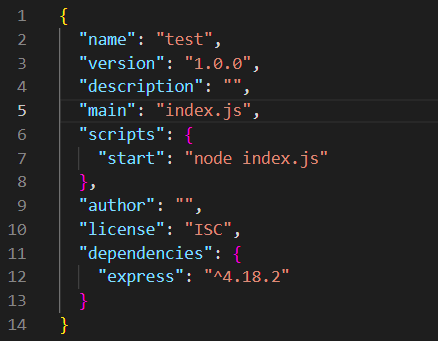 1 {
2 "name": "test",
3 "version": "1.0.0",
4 "description": "",
5 "main": "index.js",
6 "scripts": {
7 "start": "node index.js"
8 },
9 "author": "",
10 "license": "ISC",
11 "dependencies": {
12 "express": "^4.18.2"
13 }
14 }